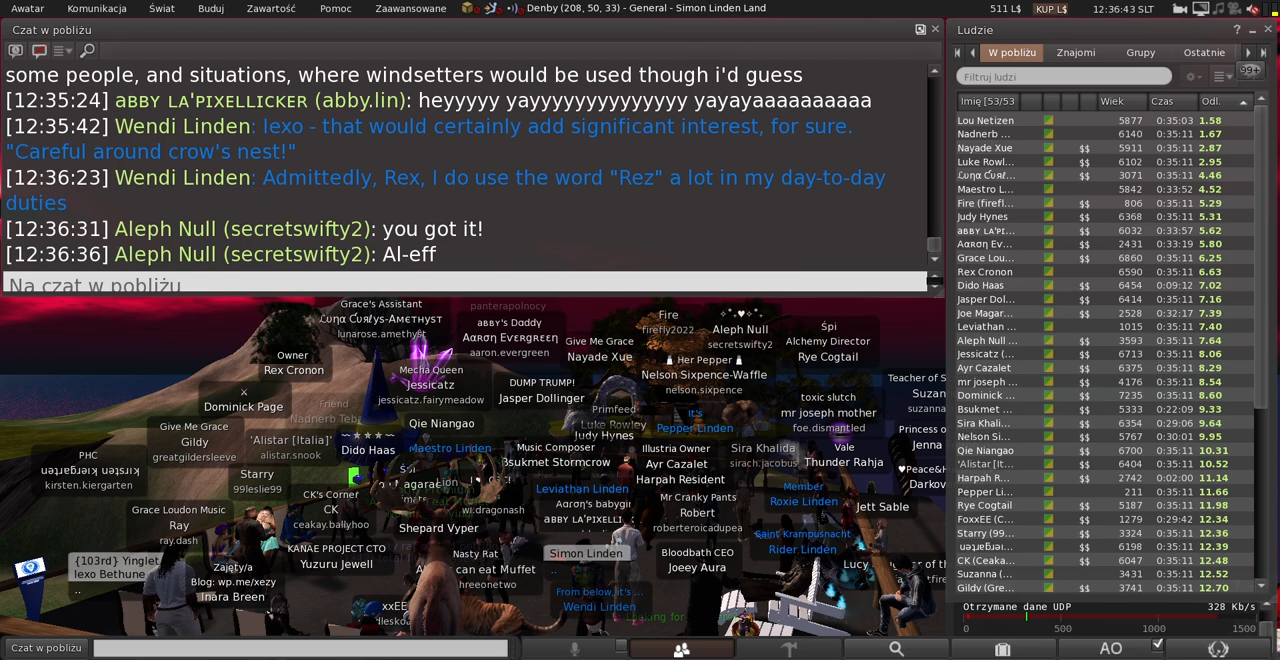 Awatar Komunikacja Świat Buduj Zawartość Pomoc Zaawansowane Denby (208, 50, 33) - General - Simon Linden Land 511 L$ KUP L$ 12:36:43 SLT
Czat w pobliżu
some people, and situations, where windsetters would be used though i'd guess
[12:35:24] ᴀʙʙʏ ʟᴀ'ᴘɪxᴇʟʟɪᴄᴋᴇʀ (abby.lin): heyyyyy yayyyyyyyyyyyyyy yayayaaaaaaaaaa
[12:35:42] Wendi Linden: lexo - that would certainly add significant interest, for sure.
"Careful around crow's nest!"
[12:36:23] Wendi Linden: Admittedly, Rex, I do use the word "Rez" a lot in my day-to-day
duties
[12:36:31] Aleph Null (secretswifty2): you got it!
[12:36:36] Aleph Null (secretswifty2): Al-eff
Na czat w pobliżu
Ludzie
W pobliżu Znajomi Grupy Ostatnie
Filtruj ludzi
99+
Imię [53/53 Wiek Czas Odl.
Lou Netizen 5877 0:35:03 1.58
Nadnerb ... 6140 0:35:11 1.67
Nayade Xue $$ 5911 0:35:11 2.87
Luke Rowl... $$ 6102 0:35:11 2.95
$$ 3071 0:35:11 4.46
Maestro L... 5842 0:33:52 4.52
Fire (firefl... $$ 806 0:35:11 5.29
Judy Hynes 6368 0:35:11 5.31
ᴀʙʙʏ ʟᴀ'ᴘɪ... $$ 6032 0:33:57 5.62
$$ 2431 0:33:19 5.80
Grace Lou... $$ 6860 0:35:11 6.25
Rex Cronon 6590 0:35:11 6.63
Dido Haas $$ 6454 0:09:12 7.02
Jasper Dol... $$ 6414 0:35:11 7.16
Joe Magar... $$ 2528 0:32:17 7.39
Leviathan ... 1015 0:35:11 7.40
Aleph Null ... $$ 3593 0:35:11 7.64
Jessicatz (... $$ 6713 0:35:11 8.06
Ayr Cazalet $$ 6375 0:35:11 8.29
mr joseph ... $$ 4176 0:35:11 8.54
Dominick ... $$ 7235 0:35:11 8.60
Bsukmet ... $$ 5333 0:22:09 9.33
Sira Khali... $$ 6354 0:29:06 9.64
Nelson Si... $$ 5767 0:30:01 9.95
Qie Niangao $$ 6700 0:35:11 10.31
'Alistar [It... $$ 6404 0:35:11 10.52
Harpah R... $$ 2742 0:02:00 11.14
Pepper Li... 211 0:35:11 11.66
Rye Cogtail $$ 5187 0:35:11 11.98
FoxxEE (C... $$ 1279 0:29:42 12.34
Starry (99... $$ 3324 0:35:11 12.36
$$ 6198 0:35:11 12.39
CK (Ceaka... $$ 6047 0:35:11 12.48
Suzanna (... 3431 0:35:11 12.52
Gildy (Gre... $$ 3741 0:35:11 12.70
Otrzymane dane UDP 328 Kb/s
0 500 1000 1500
Grace's Assistant
lunarose.amethyst
panterapolnocy
ᴀʙʙʏ's Dᴀᴅᴅʏ
aaron.evergreen
Give Me Grace
Nayade Xue
Fire
firefly2022
Aleph Null
secretswifty2
Śpi
Alchemy Director
Rye Cogtail
Owner
Rex Cronon
Mecha Queen
Jessicatz
jessicatz.fairymeadow
Her Pepper
Nelson Sixpence-Waffle
nelson.sixpence
DUMP TRUMP!
Jasper Dollinger
Dominick Page
Friend
Primfeed
Luke Rowley
Judy Hynes
it's
Pepper Linden
toxic slutch
mr joseph mother
foe.dismantled
Teacher of S
Suzan
suzanna
Give Me Grace
Gildy
greatgildersleeve
'Alistar [Italia]'
alistar.snook
Dido Haas
Qie Niangao
Maestro Linden
Music Composer
Bsukmet Stormcrow
Illustria Owner
Ayr Cazalet
Harpah Resident
Sira Khalida
sirach.jacobus
Vale
Thunder Rahja
Princess o
Jenna
PHC
kirsten.kiergarten
Starry
99leslie99
Leviathan Linden
Member
Roxie Linden
Jett Sable
CK's Corner
CK
ceakay.ballyhoo
Mr Cranky Pants
Robert
roberteroicadupea
Grace Loudon Music
Ray
ray.dash
Shepard Vyper
Saint Krampusnacht
Rider Linden
{103rd} Yinglet
lexo Bethune
..
Zajęty/a
Blog: wp.me/xezy
Inara Breen
KANAE PROJECT CTO
Yuzuru Jewell
Nasty Rat
Simon Linden
..
Bloodbath CEO
Joeey Aura
From below, it's ...
Wendi Linden
Looking for
Czat w pobliżu
AO